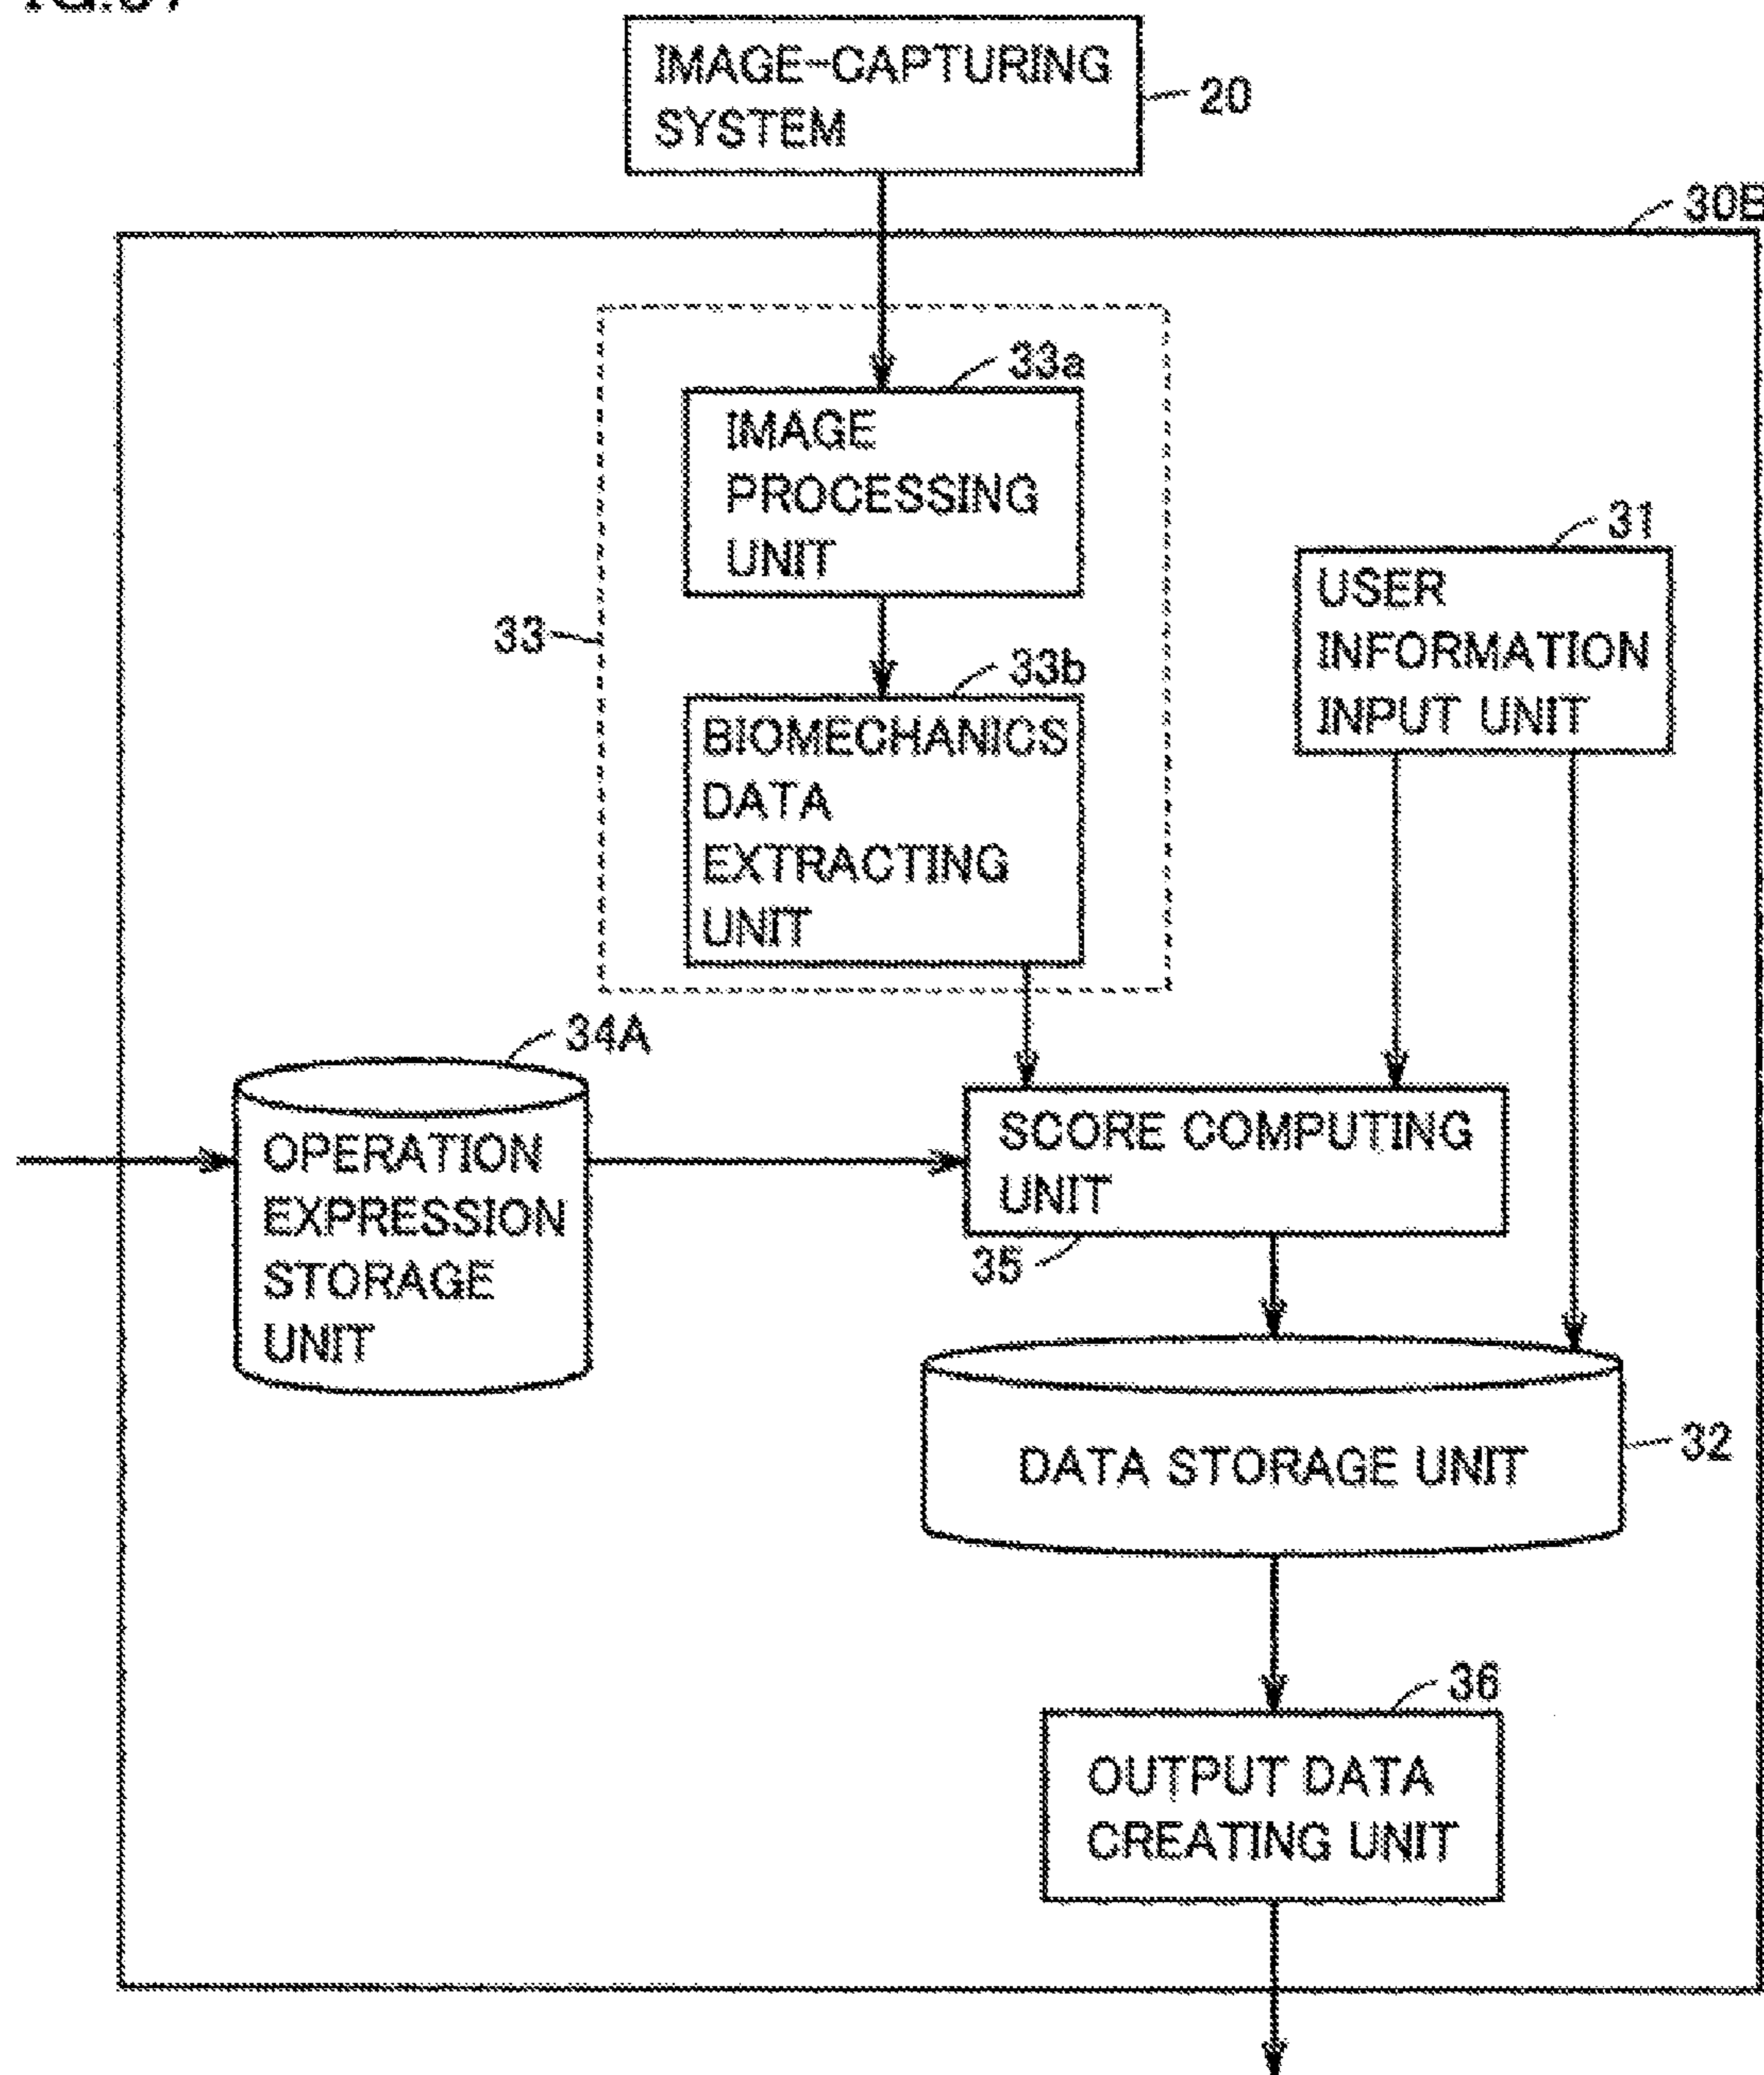 IMAGE-CAPTURING
SYSTEM
20
30B
33a
IMAGE
PROCESSING
UNIT
31
USER
INFORMATION
INPUT UNIT
33
33b
BIOMECHANICS
DATA
EXTRACTING
UNIT
34A
OPERATION
EXPRESSION
STORAGE
UNIT
SCORE COMPUTING
UNIT
35
DATA STORAGE UNIT
32
36
OUTPUT DATA
CREATING UNIT